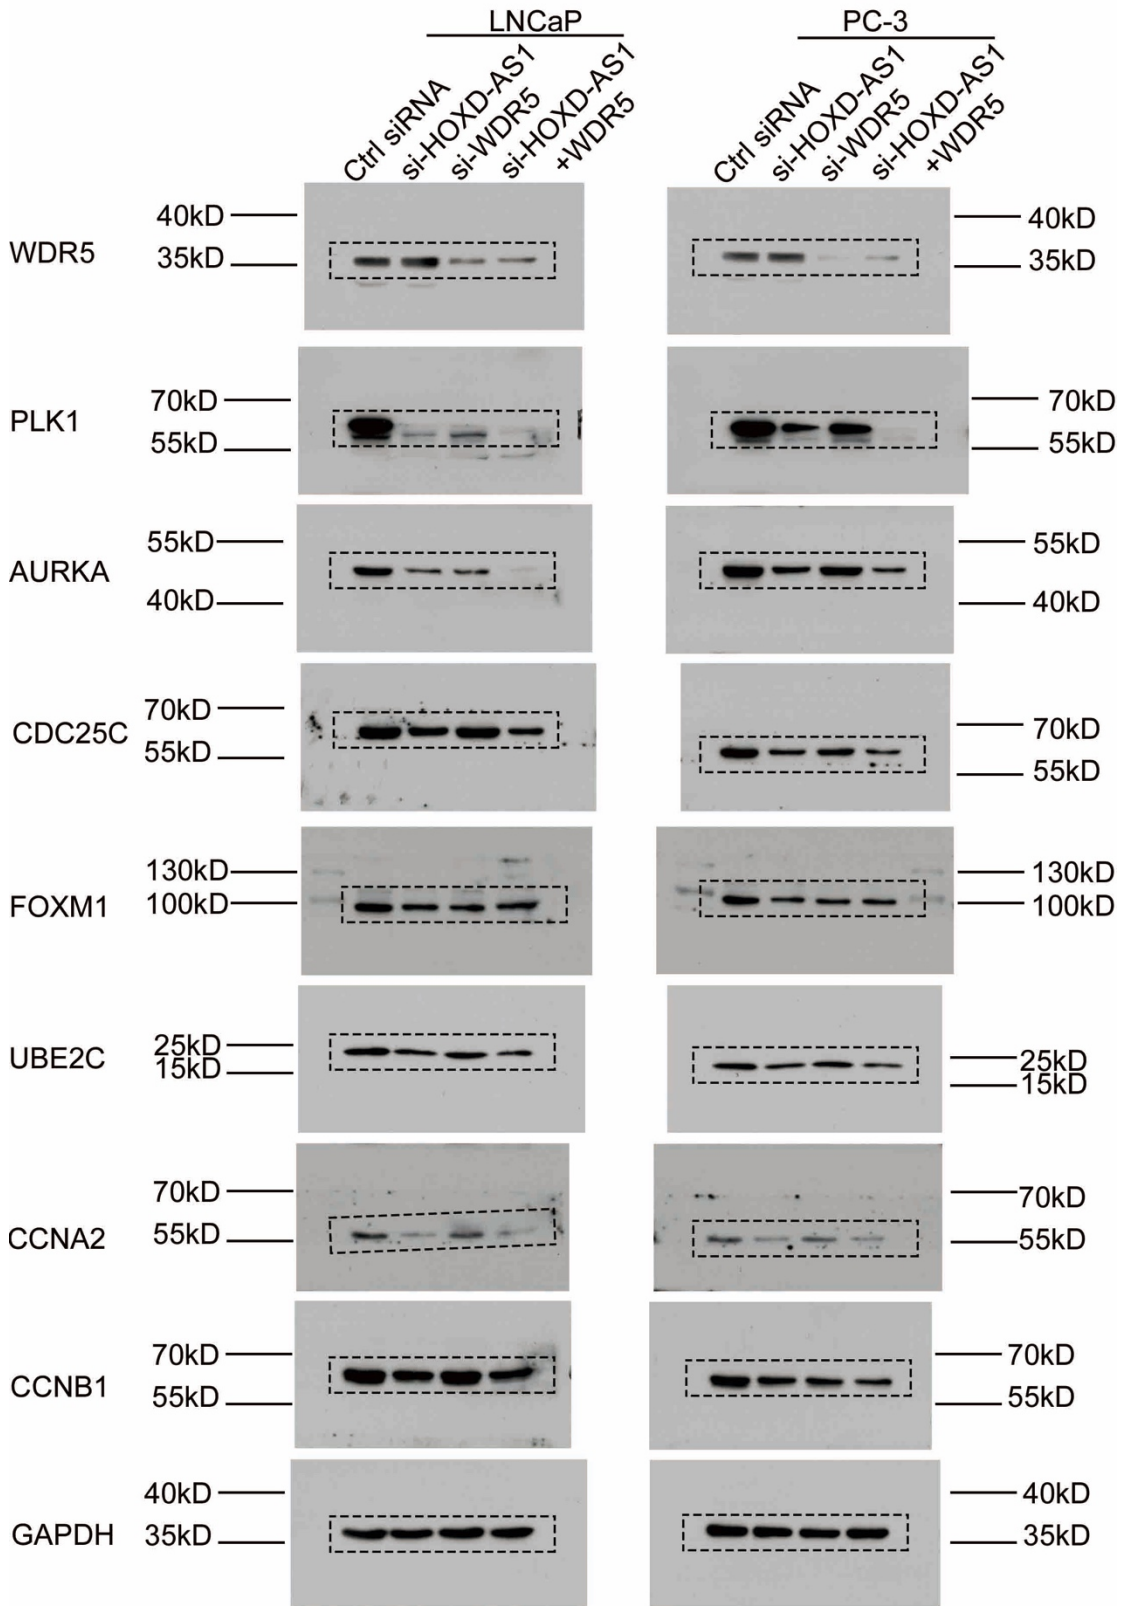 LNCaP PC-3
Ctrl siRNA si-HOXD-AS1 si-WDR5 si-HOXD-AS1 +WDR5 Ctrl siRNA si-HOXD-AS1 si-WDR5 si-HOXD-AS1 +WDR5
40kD 40kD
WDR5 35kD 35kD
70kD 70kD
PLK1
55kD 55kD
55kD 55kD
AURKA
40kD 40kD
70kD 70kD
CDC25C
55kD 55kD
130kD 130kD
FOXM1 100kD 100kD
25kD 25kD
UBE2C
15kD 15kD
70kD 70kD
CCNA2 55kD 55kD
70kD 70kD
CCNB1
55kD 55kD
40kD 40kD
GAPDH 35kD 35kD